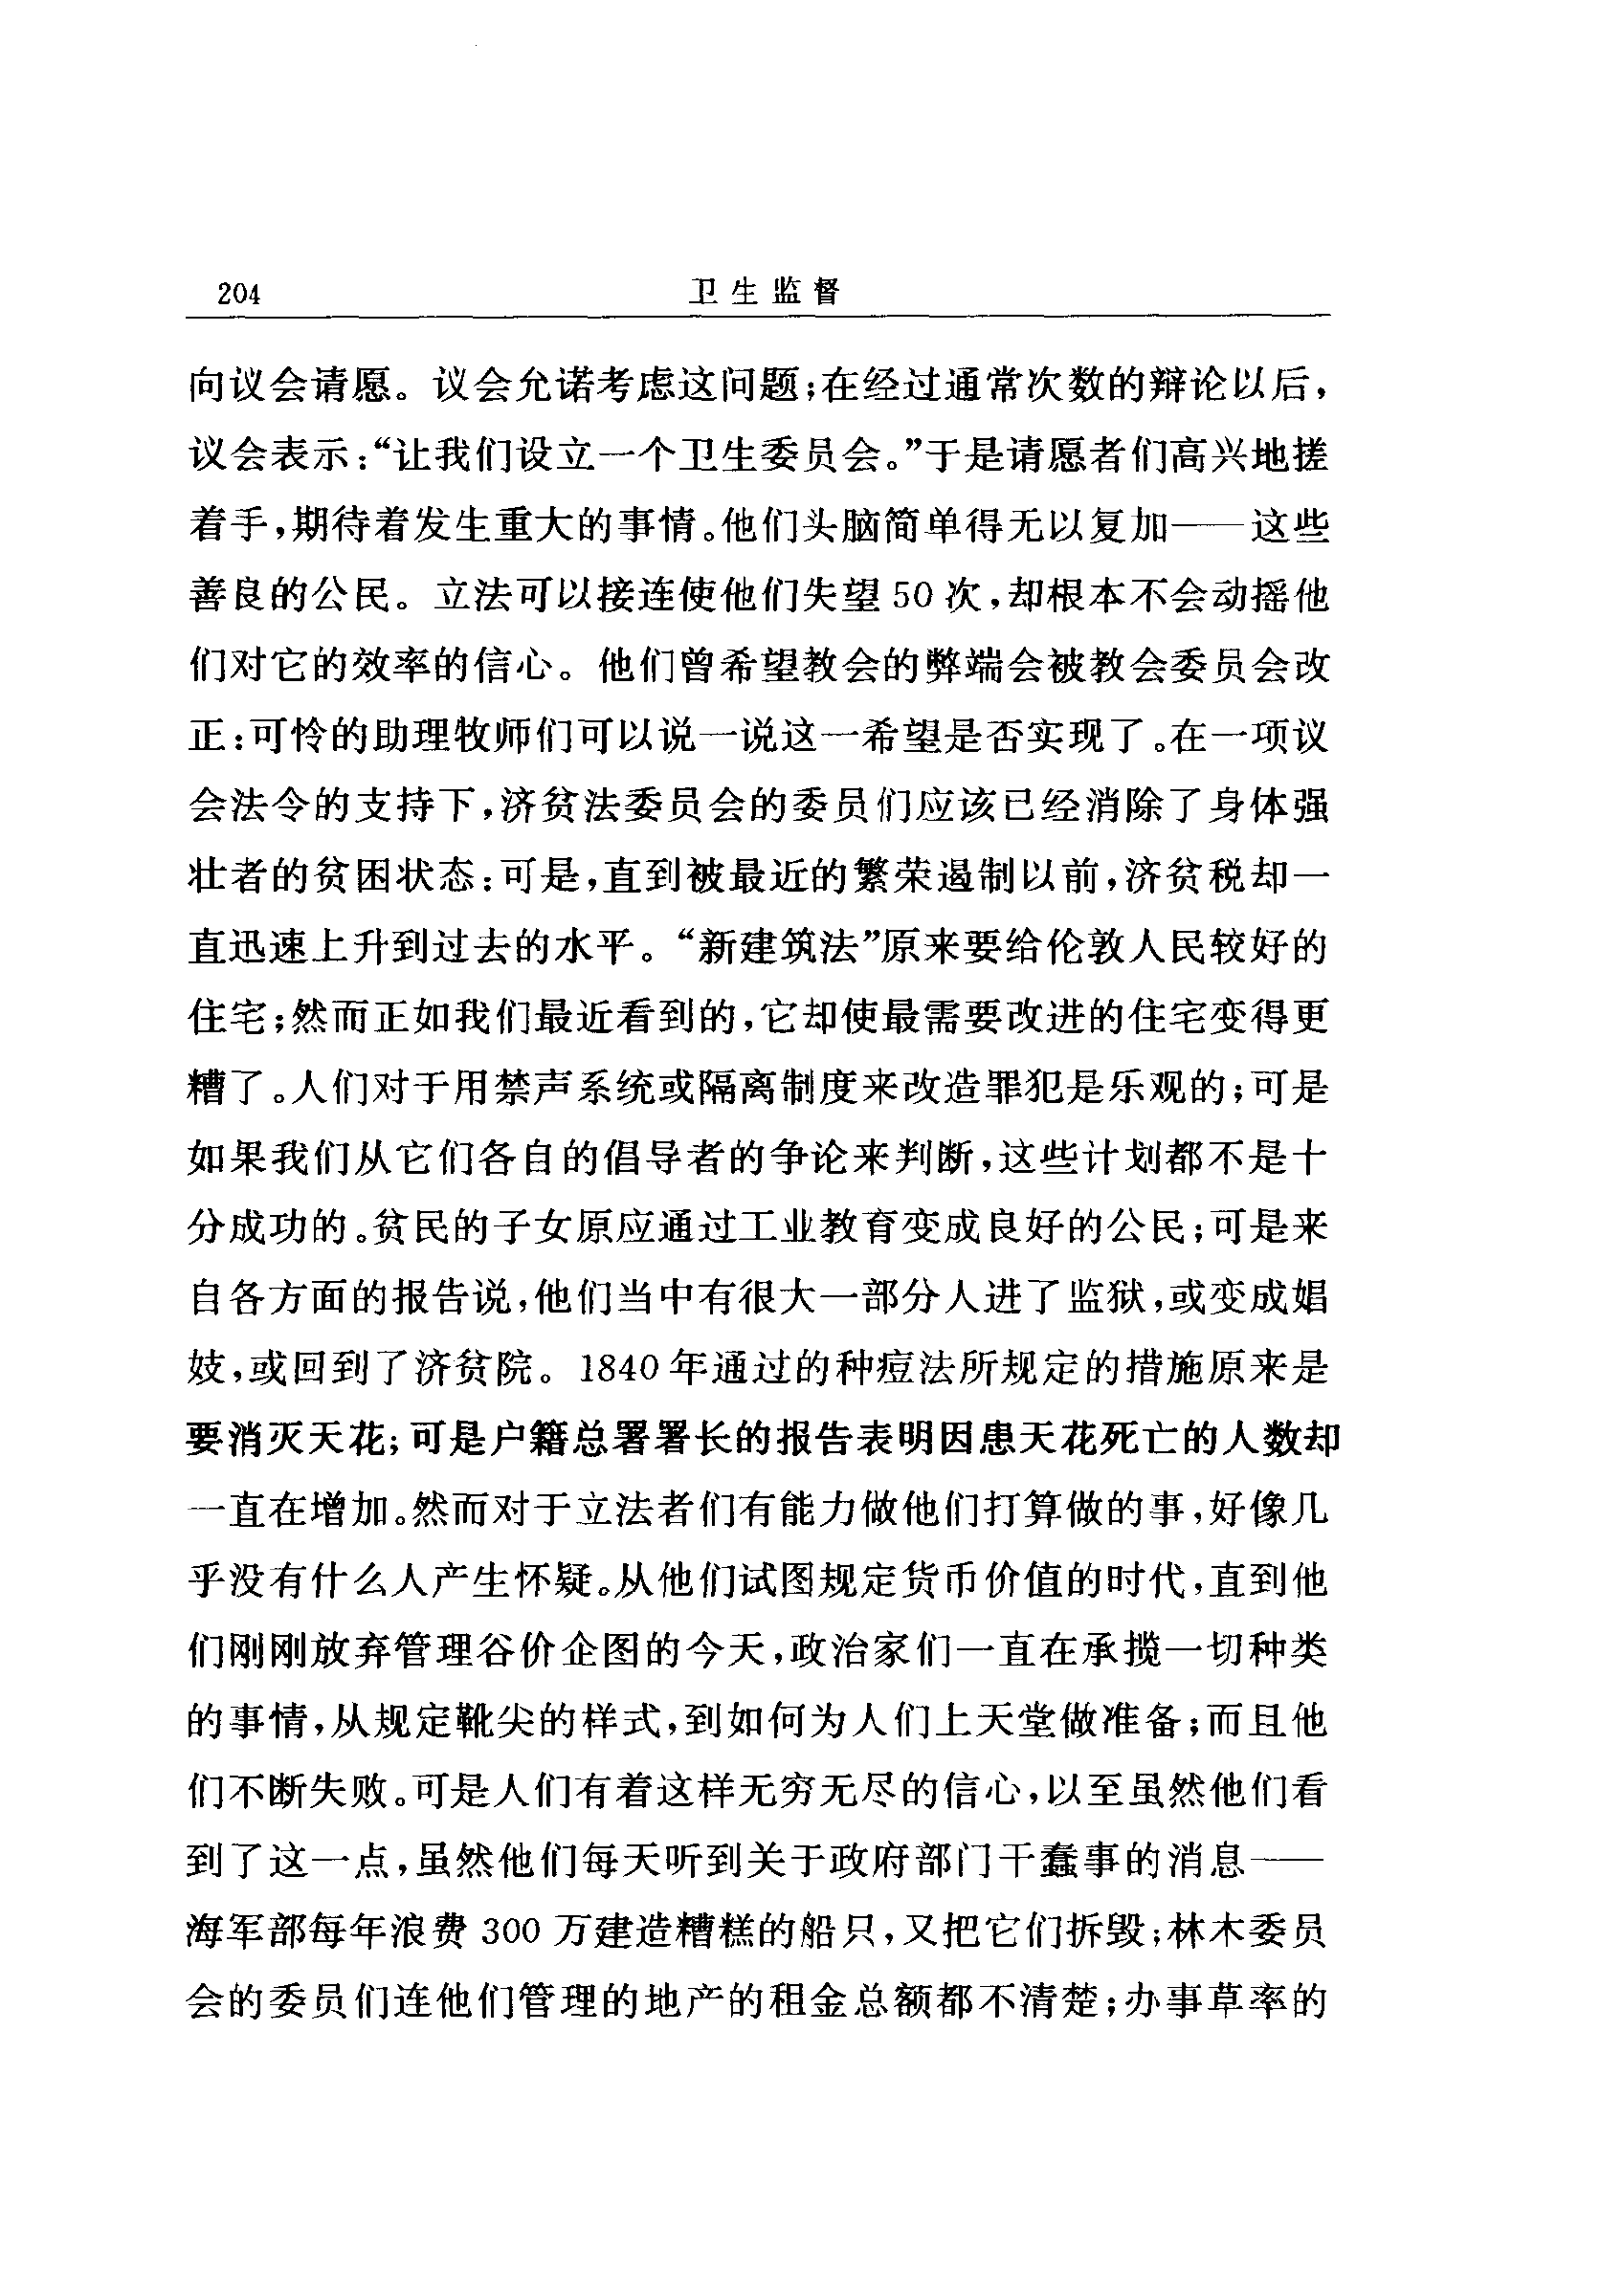 204 卫生监督
向议会请愿。议会允诺考虑这问题;在经过通常次数的辩论以后,
议会表示:“让我们设立一个卫生委员会。”于是请愿者们高兴地搓
着手,期待着发生重大的事情。他们头脑简单得无以复加——这些
善良的公民。立法可以接连使他们失望50次,却根本不会动摇他
们对它的效率的信心。他们曾希望教会的弊端会被教会委员会改
正:可怜的助理牧师们可以说一说这一希望是否实现了。在一项议
会法令的支持下,济贫法委员会的委员们应该已经消除了身体强
壮者的贫困状态:可是,直到被最近的繁荣遏制以前,济贫税却一
直迅速上升到过去的水平。“新建筑法”原来要给伦敦人民较好的
住宅;然而正如我们最近看到的,它却使最需要改进的住宅变得更
糟了。人们对于用禁声系统或隔离制度来改造罪犯是乐观的;可是
如果我们从它们各自的倡导者的争论来判断,这些计划都不是十
分成功的。贫民的子女原应通过工业教育变成良好的公民;可是来
自各方面的报告说,他们当中有很大一部分人进了监狱,或变成娼
妓,或回到了济贫院。1840年通过的种痘法所规定的措施原来是
要消灭天花;可是户籍总署署长的报告表明因患天花死亡的人数却
一直在增加。然而对于立法者们有能力做他们打算做的事,好像几
乎没有什么人产生怀疑。从他们试图规定货币价值的时代,直到他
们刚刚放弃管理谷价企图的今天,政治家们一直在承揽一切种类
的事情,从规定靴尖的样式,到如何为人们上天堂做准备;而且他
们不断失败。可是人们有着这样无穷无尽的信心,以至虽然他们看
到了这一点,虽然他们每天听到关于政府部门干蠢事的消息——
海军部每年浪费300万建造糟糕的船只,又把它们拆毁;林木委员
会的委员们连他们管理的地产的租金总额都不清楚;办事草率的